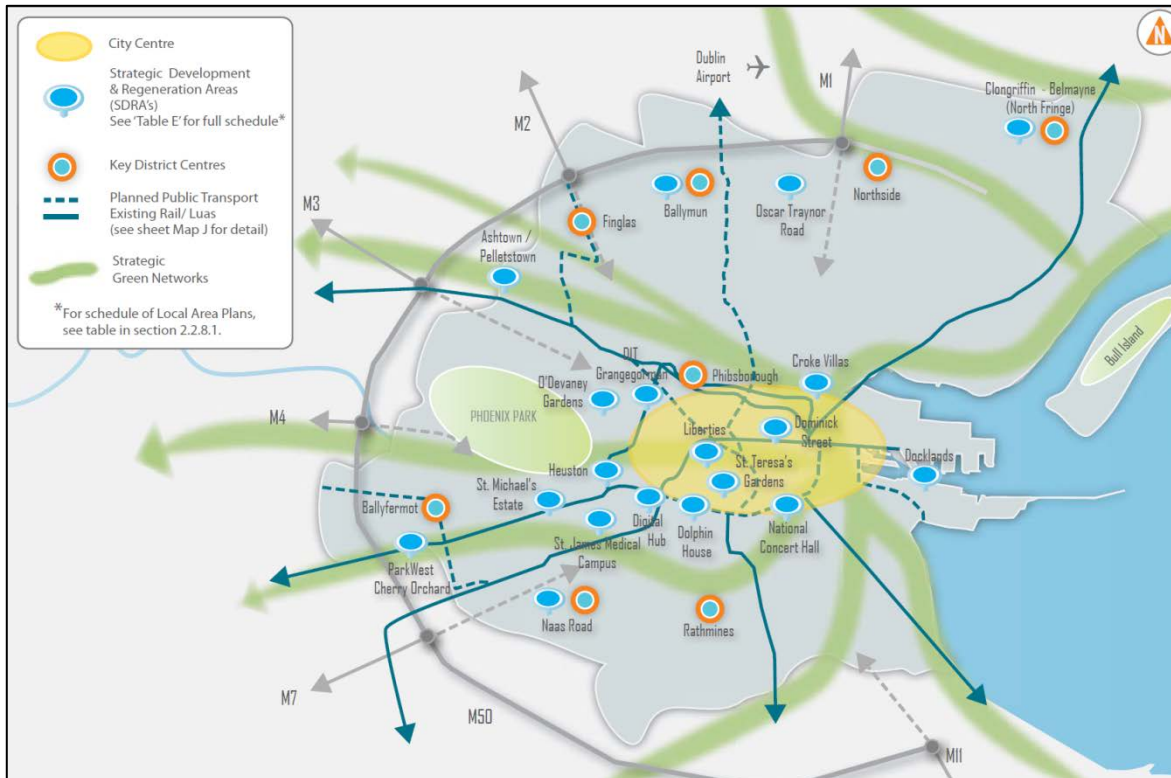 City Centre
Strategic Development
& Regeneration Areas
(SDRA's)
See 'Table E' for full schedule*
Key District Centres
Planned Public Transport
Existing Rail/ Luas
(see sheet Map J for detail)
Strategic
Green Networks
*For schedule of Local Area Plans,
see table in section 2.2.8.1.
N
Dublin
Airport
M1
M2
M3
Clongriffin - Belmayne
(North Fringe)
Northside
Ballymun
Oscar Traynor
Road
Finglas
Ashtown /
Pelletstown
Bull Island
DIT
Grangegorman
Phibsborough
Croke Villas
O'Devaney
Gardens
PHOENIX PARK
M4
Dominick
Street
Liberties
St. Teresa's
Gardens
Docklands
Heuston
St. Michael's
Estate
Ballyfermot
Digital
Hub
Dolphin
House
National
Concert Hall
St. James Medical
Campus
ParkWest
Cherry Orchard
Naas Road
Rathmines
M7
M50
M11